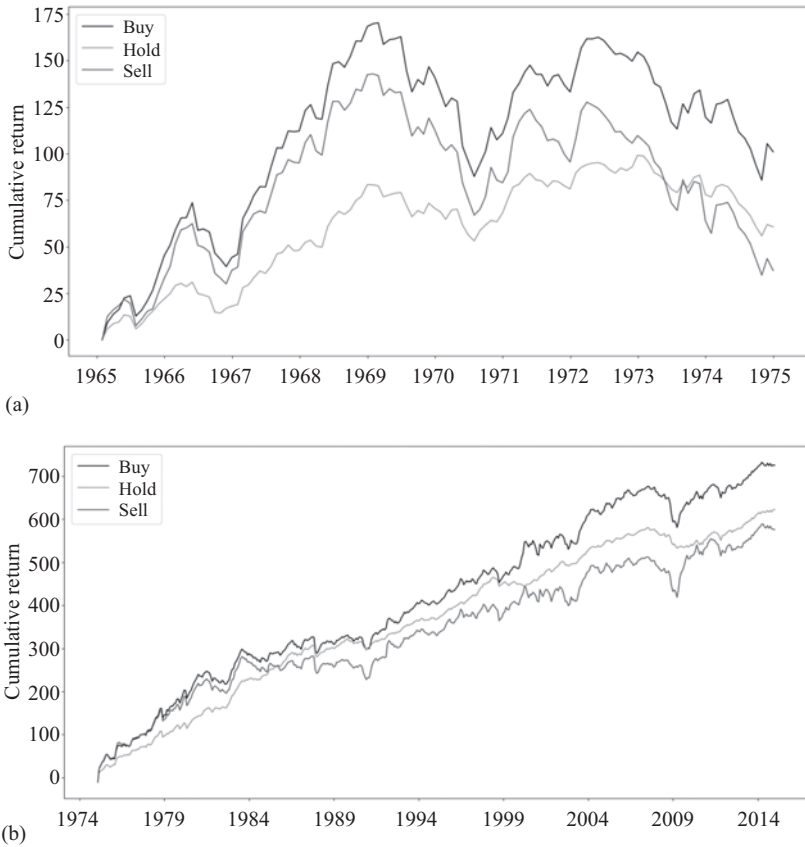 175
150
125
100
75
50
25
0
Cumulative return
Buy
Hold
Sell
1965 1966 1967 1968 1969 1970 1971 1972 1973 1974 1975
(a)
700
600
500
400
300
200
100
0
Cumulative return
Buy
Hold
Sell
1974 1979 1984 1989 1994 1999 2004 2009 2014
(b)